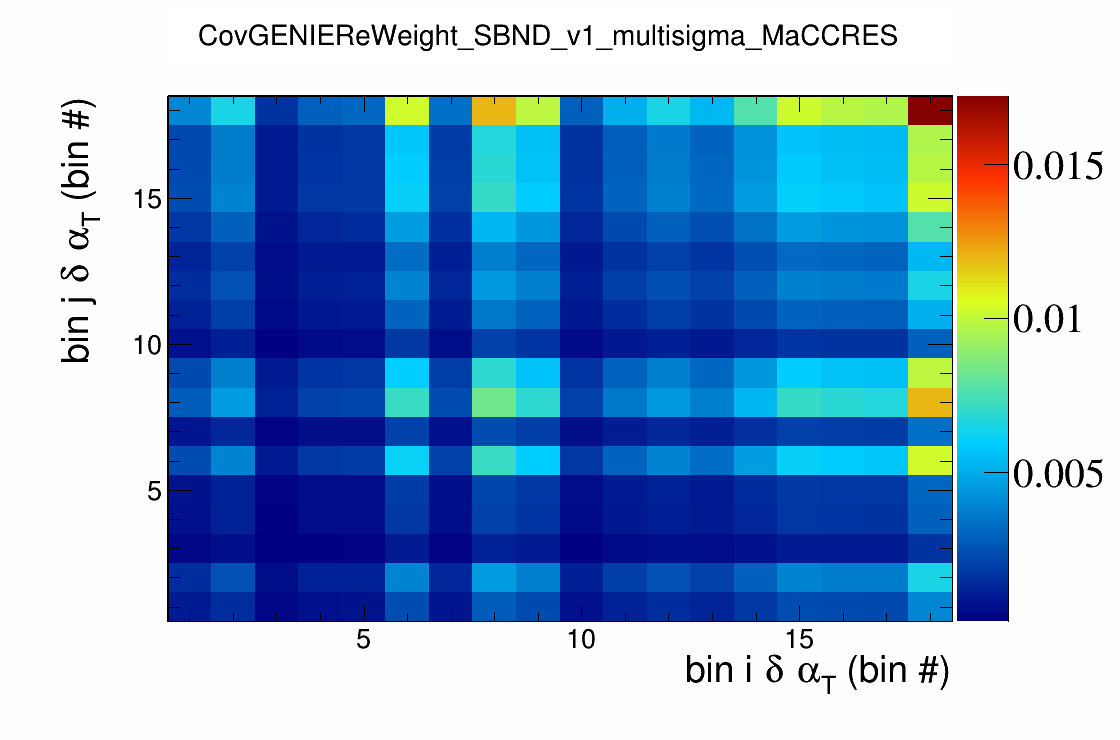 CovGENIEReWeight_SBND_v1_multisigma_MaCCRES
bin j δ α_T (bin #)
15
10
5
5 10 15
bin i δ α_T (bin #)
0.015
0.01
0.005